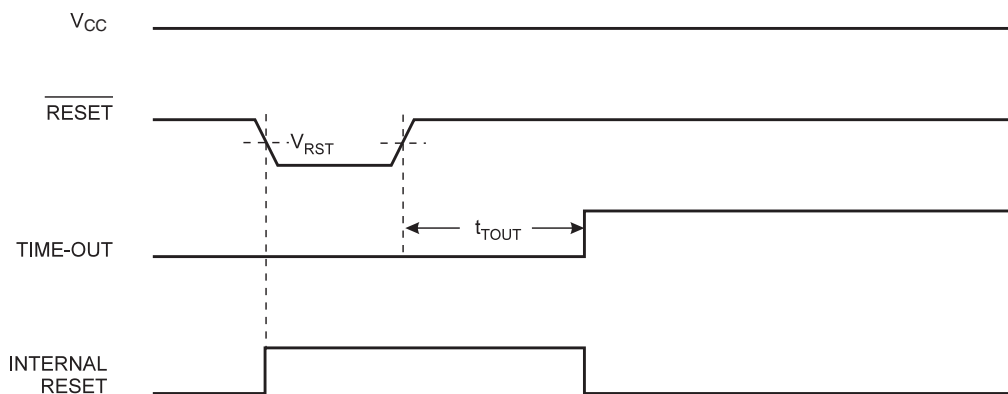 VCC
RESET
VRST
tTOUT
TIME-OUT
INTERNAL
RESET